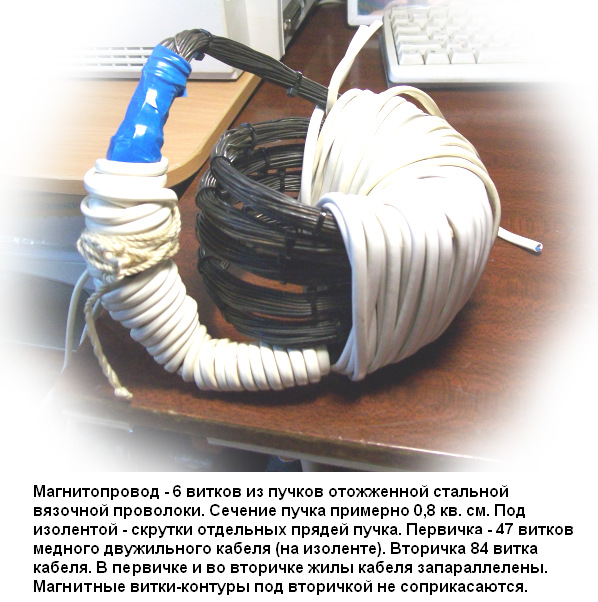 Магнитопровод - 6 витков из пучков отожженной стальной
вязочной проволоки. Сечение пучка примерно 0,8 кв. см. Под
изолентой - скрутки отдельных прядей пучка. Первичка - 47 витков
медного двужильного кабеля (на изоленте). Вторичка 84 витка
кабеля. В первичке и во вторичке жилы кабеля запараллелены.
Магнитные витки-контуры под вторичкой не соприкасаются.